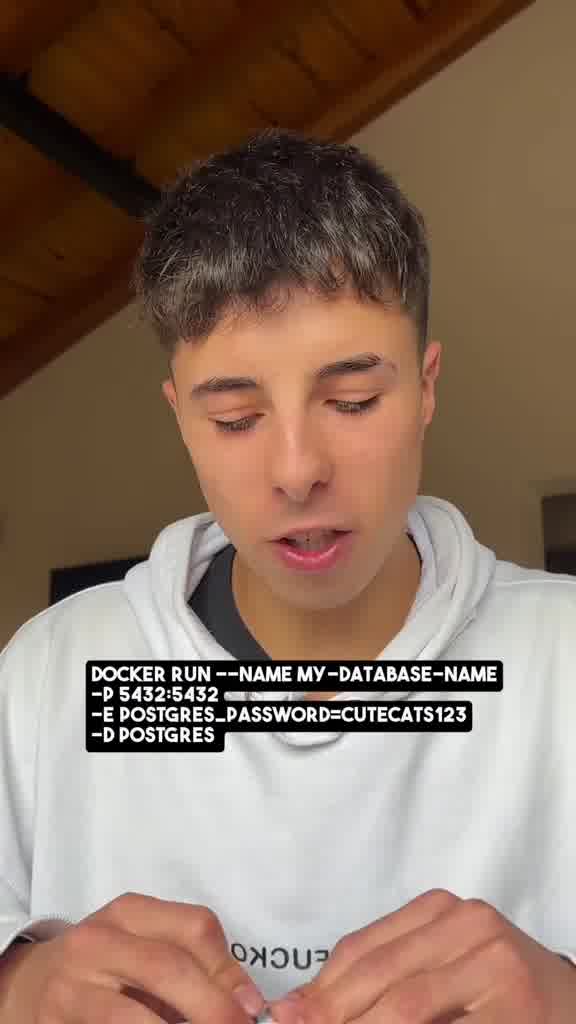 DOCKER RUN --NAME MY-DATABASE-NAME
-P 5432:5432
-E POSTGRES_PASSWORD=CUTECATS123
-D POSTGRES